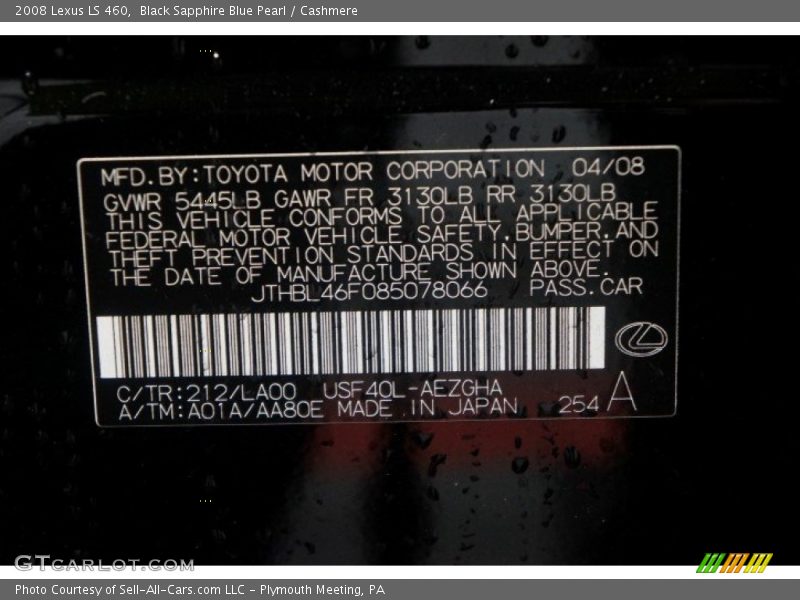 2008 Lexus LS 460, Black Sapphire Blue Pearl / Cashmere
MFD.BY:TOYOTA MOTOR CORPORATION 04/08
GVWR 5445LB GAWR FR 3130LB RR 3130LB
THIS VEHICLE CONFORMS TO ALL APPLICABLE
FEDERAL MOTOR VEHICLE SAFETY,BUMPER,AND
THEFT PREVENTION STANDARDS IN EFFECT ON
THE DATE OF MANUFACTURE SHOWN ABOVE.
JTHBL46F085078066 PASS.CAR
C/TR:212/LA00 USF40L-AEZGHA
A/TM:A01A/AA80E MADE IN JAPAN 254 A
GTCARLOT.COM
Photo Courtesy of Sell-All-Cars.com LLC - Plymouth Meeting, PA